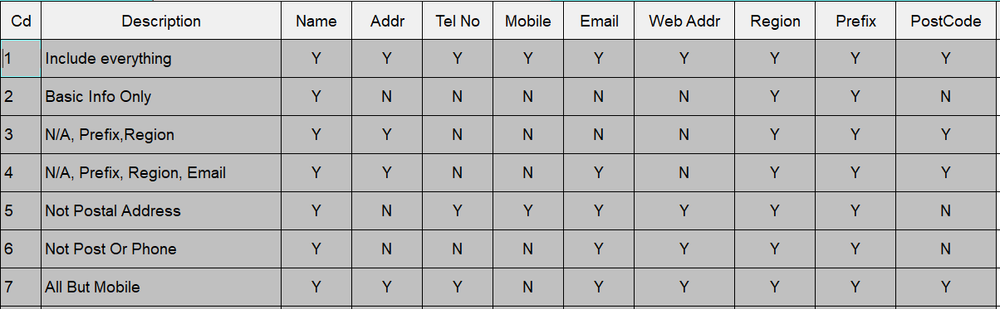 Cd Description Name Addr Tel No Mobile Email Web Addr Region Prefix PostCode
1 Include everything Y Y Y Y Y Y Y Y Y
2 Basic Info Only Y N N N N N Y Y N
3 N/A, Prefix,Region Y Y N N N N Y Y Y
4 N/A, Prefix, Region, Email Y Y N N Y N Y Y Y
5 Not Postal Address Y N Y Y Y Y Y Y N
6 Not Post Or Phone Y N N N Y Y Y Y N
7 All But Mobile Y Y Y N Y Y Y Y Y